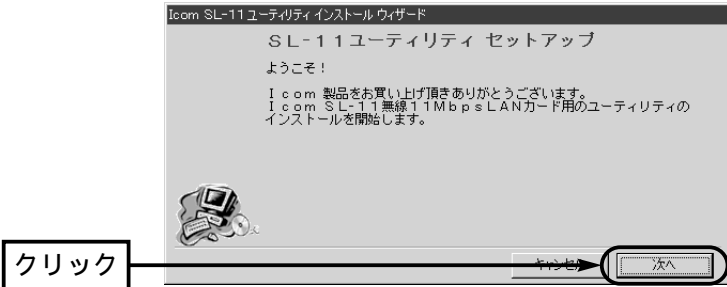 Icom SL-11ユーティリティ インストール ウィザード
ＳＬ-１１ユーティリティ セットアップ
ようこそ！
Ｉｃｏｍ 製品をお買い上げ頂きありがとうございます。
Ｉｃｏｍ ＳＬ-１１無線１１ＭｂｐｓＬＡＮカード用のユーティリティの
インストールを開始します。
クリック
キャンセル
次へ